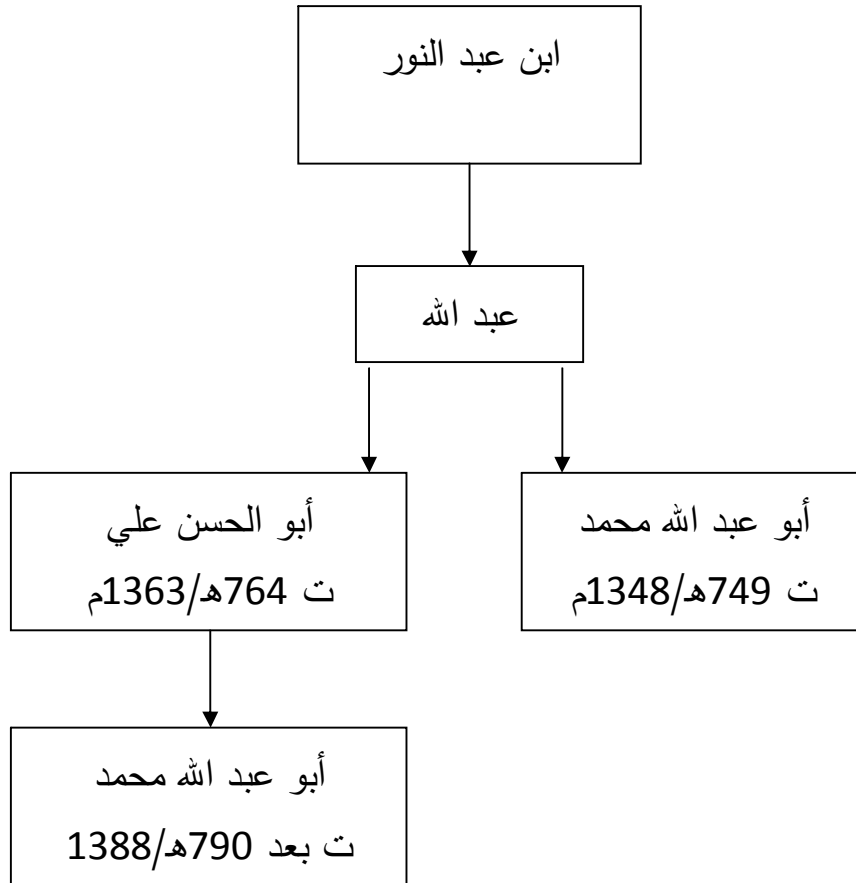 ابن عبد النور
عبد الله
أبو عبد الله محمد
ت 749هـ/1348م
أبو الحسن علي
ت 764هـ/1363م
أبو عبد الله محمد
ت بعد 790هـ/1388م